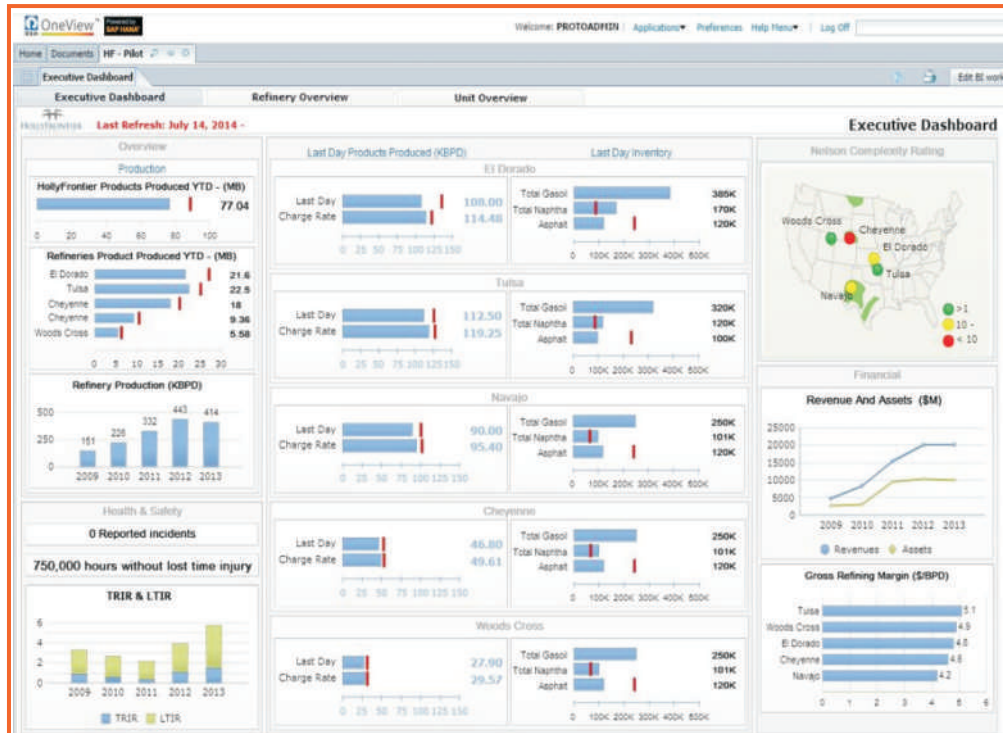 OneView™ Powered by SAP HANA
Welcome: PROTOADMIN Applications Preferences Help Menu Log Off
Home Documents HF - Pilot
Executive Dashboard
Edit BI work
Executive Dashboard Refinery Overview Unit Overview
Last Refresh: July 14, 2014 -
Executive Dashboard
Overview
Production
HollyFrontier Products Produced YTD - (MB)
77.04
0 20 40 60 80 100
Refineries Product Produced YTD - (MB)
El Dorado 21.6
Tulsa 22.5
Cheyenne 18
Cheyenne 9.36
Woods Cross 5.58
0 5 10 15 20 25 30
Refinery Production (KBPD)
500
250
0
151 226 332 443 414
2009 2010 2011 2012 2013
Health & Safety
0 Reported incidents
750,000 hours without lost time injury
TRIR & LTIR
6
4
2
0
2009 2010 2011 2012 2013
TRIR LTIR
Last Day Products Produced (KBPD) Last Day Inventory
El Dorado
Last Day 108.00
Charge Rate 114.48
0 25 50 75 100 125 150
Total Gasol 385K
Total Naphtha 170K
Asphalt 120K
0 100K 200K 300K 400K 500K
Tulsa
Last Day 112.50
Charge Rate 119.25
0 25 50 75 100 125 150
Total Gasol 320K
Total Naphtha 120K
Asphalt 100K
0 100K 200K 300K 400K 500K
Navajo
Last Day 90.00
Charge Rate 95.40
0 25 50 75 100 125 150
Total Gasol 250K
Total Naphtha 101K
Asphalt 120K
0 100K 200K 300K 400K 500K
Cheyenne
Last Day 46.80
Charge Rate 49.61
0 25 50 75 100 125 150
Total Gasol 250K
Total Naphtha 101K
Asphalt 120K
0 100K 200K 300K 400K 500K
Woods Cross
Last Day 27.90
Charge Rate 29.57
0 25 50 75 100 125 150
Total Gasol 250K
Total Naphtha 101K
Asphalt 120K
0 100K 200K 300K 400K 500K
Nelson Complexity Rating
Woods Cross
Cheyenne
El Dorado
Tulsa
Navajo
>1
10 -
< 10
Financial
Revenue And Assets ($M)
25000
20000
15000
10000
5000
0
2009 2010 2011 2012 2013
Revenues Assets
Gross Refining Margin ($/BPD)
Tulsa 5.1
Woods Cross 4.9
El Dorado 4.8
Cheyenne 4.6
Navajo 4.2
0 1 2 3 4 5 6